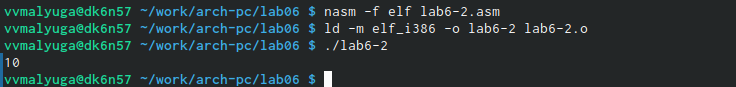 vvmalyuga@dk6n57 ~/work/arch-pc/lab06 $ nasm -f elf lab6-2.asm
vvmalyuga@dk6n57 ~/work/arch-pc/lab06 $ ld -m elf_i386 -o lab6-2 lab6-2.o
vvmalyuga@dk6n57 ~/work/arch-pc/lab06 $ ./lab6-2
10
vvmalyuga@dk6n57 ~/work/arch-pc/lab06 $